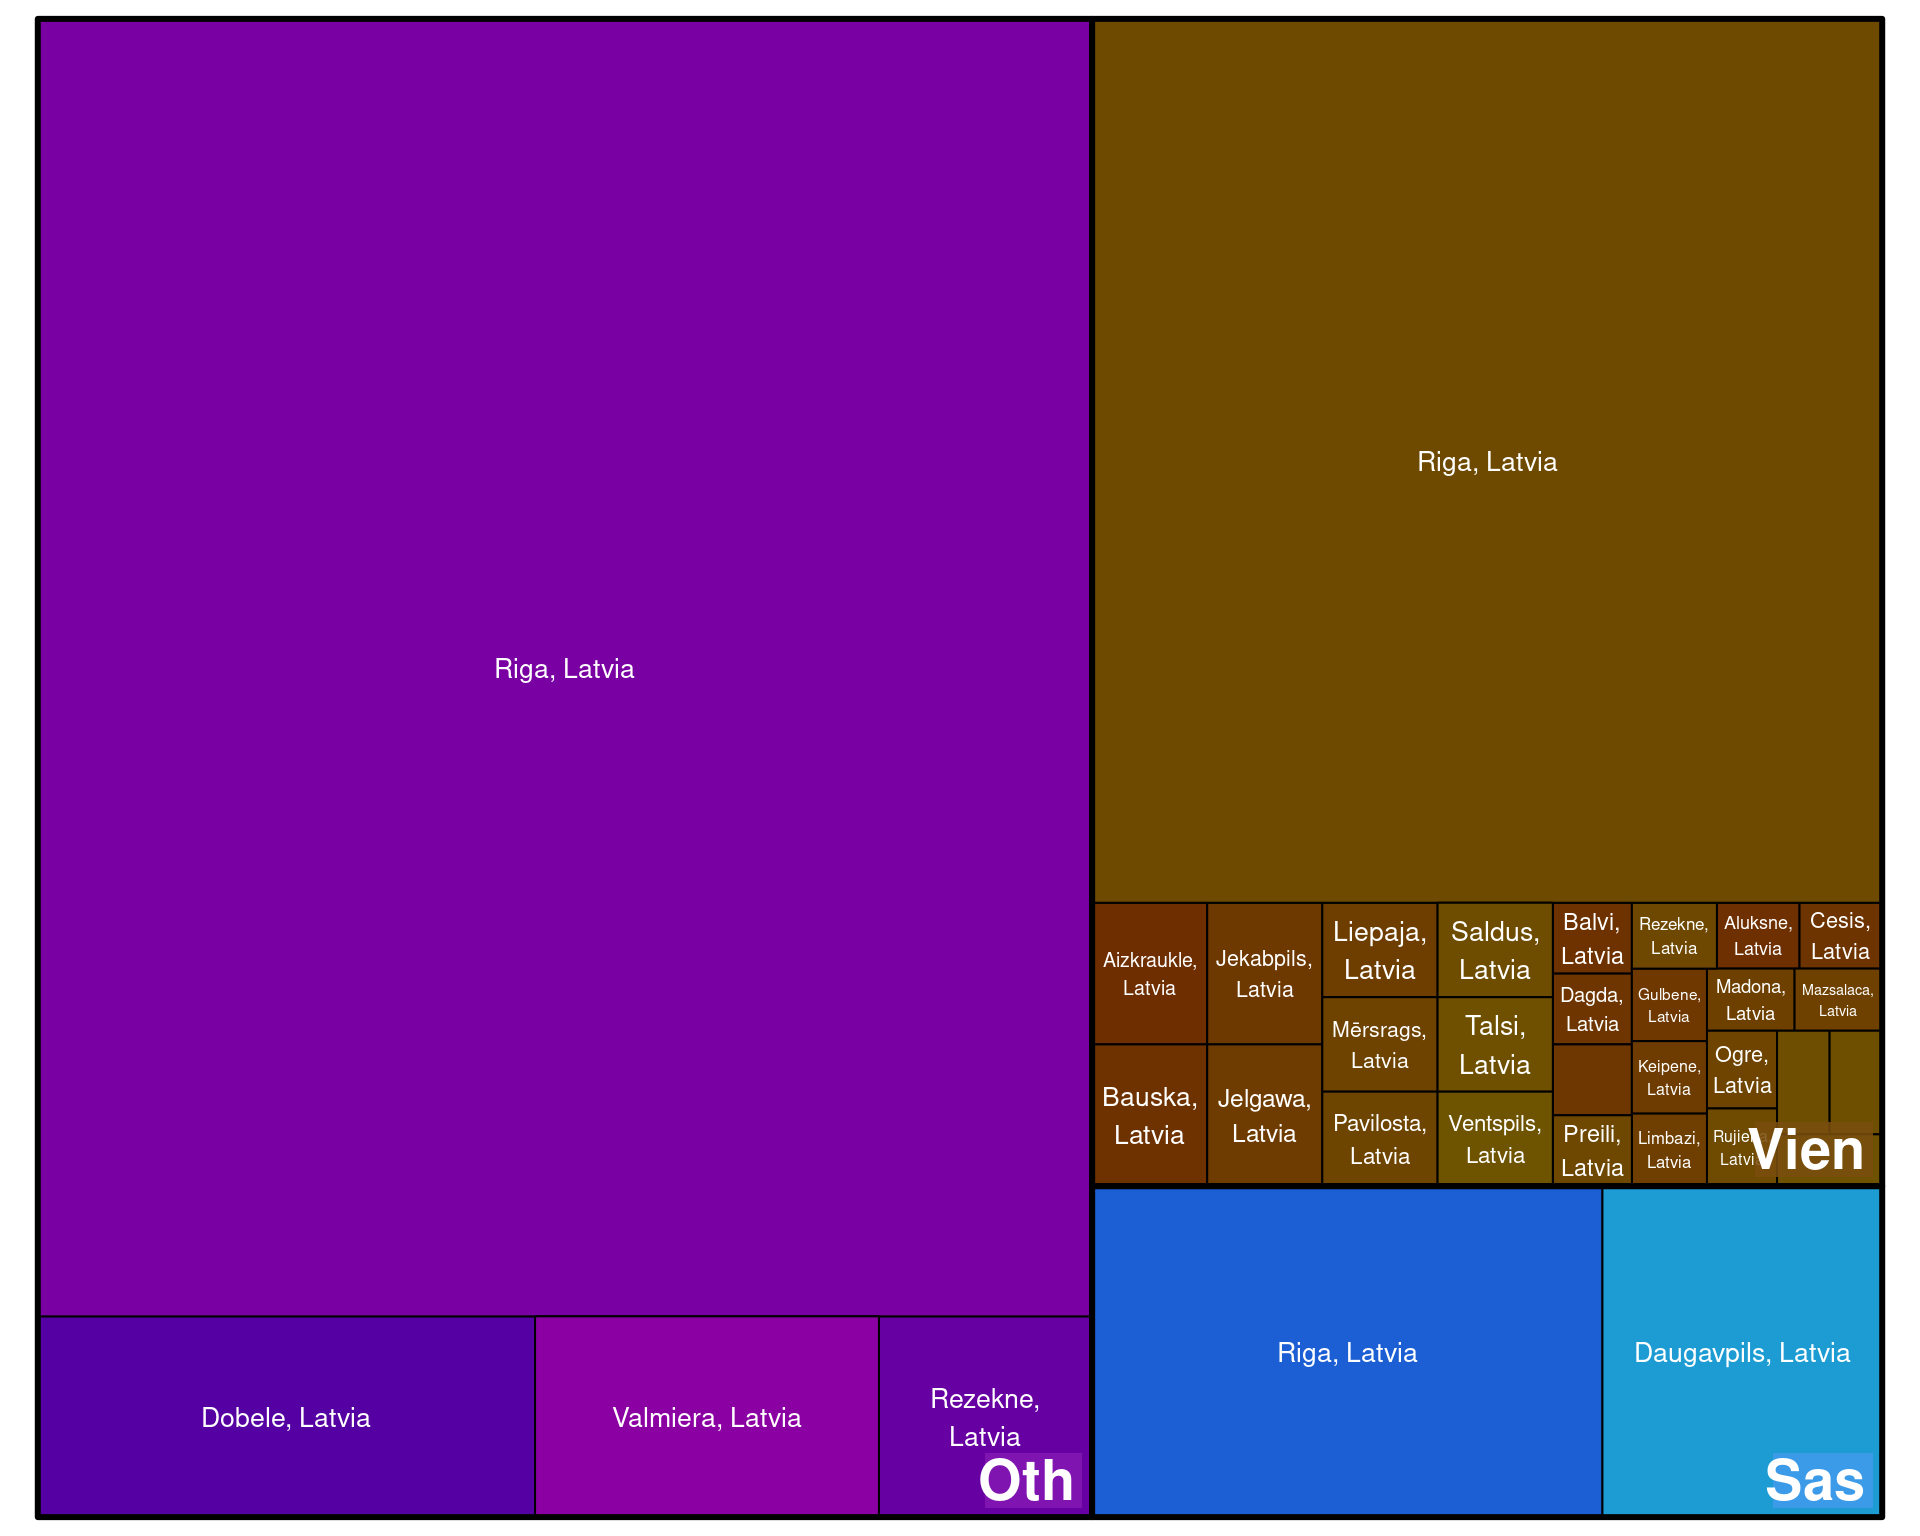 Riga, Latvia
Dobele, Latvia
Valmiera, Latvia
Rezekne,
Latvia
Oth
Riga, Latvia
Aizkraukle,
Latvia
Bauska,
Latvia
Jekabpils,
Latvia
Jelgawa,
Latvia
Liepaja,
Latvia
Mērsrags,
Latvia
Pavilosta,
Latvia
Saldus,
Latvia
Talsi,
Latvia
Ventspils,
Latvia
Balvi,
Latvia
Dagda,
Latvia
Preili,
Latvia
Rezekne,
Latvia
Aluksne,
Latvia
Cesis,
Latvia
Gulbene,
Latvia
Keipene,
Latvia
Limbazi,
Latvia
Madona,
Latvia
Mazsalaca,
Latvia
Ogre,
Latvia
Vien
Riga, Latvia
Daugavpils, Latvia
Sas